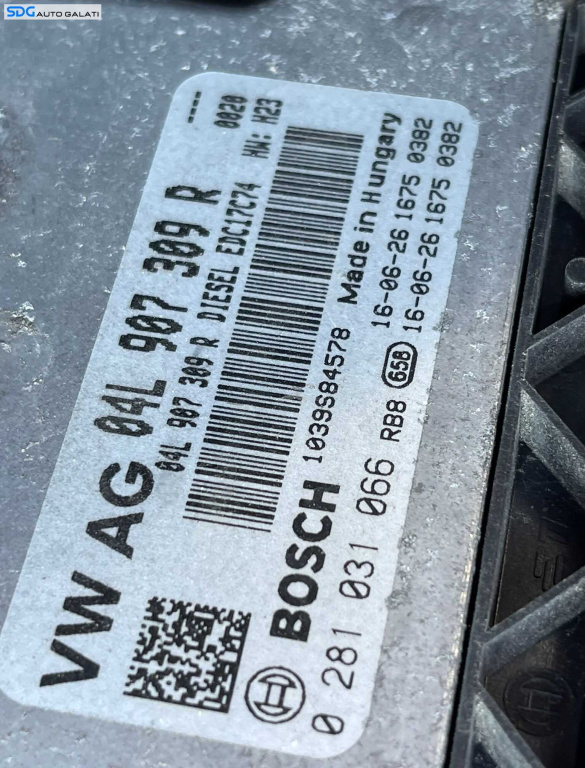 SDG AUTO GALATI
VW AG 04L 907 309 R ----
04L 907 309 R DIESEL EDC17C74 HW: H23 0020
1039S84578 Made in Hungary
BOSCH 16-06-26 1675 0382
0 281 031 066 RB8 658 16-06-26 1675 0382